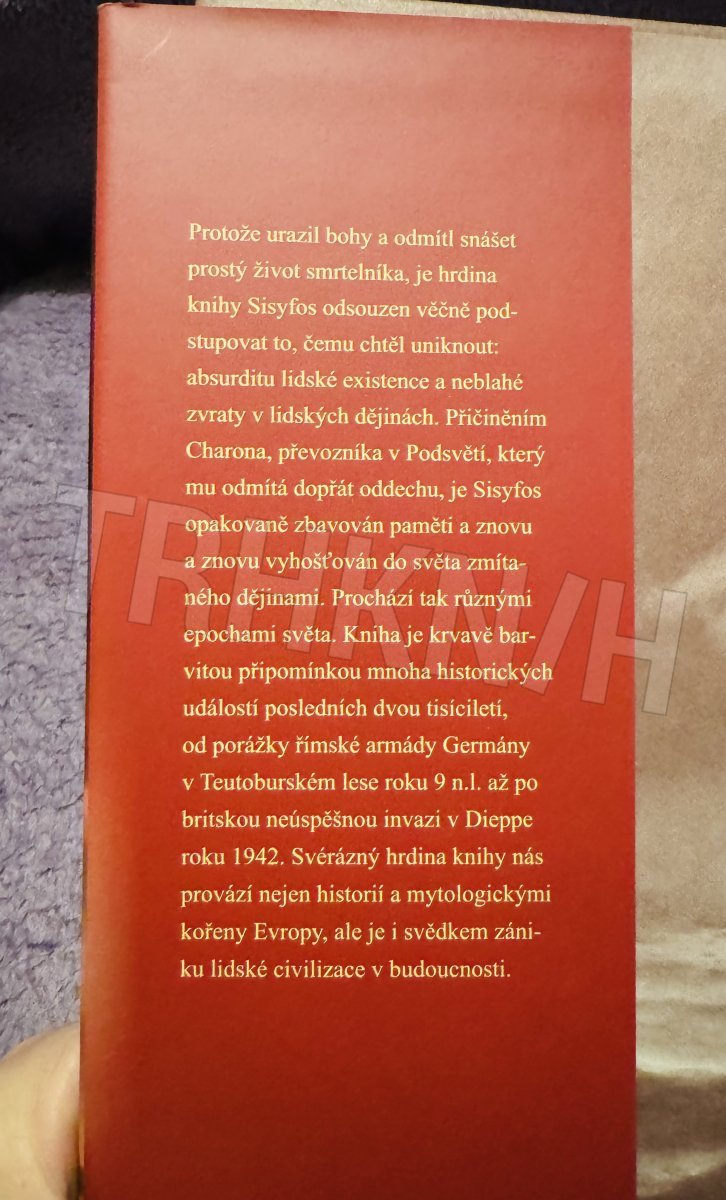 Protože urazil bohy a odmítl snášet
prostý život smrtelníka, je hrdina
knihy Sisyfos odsouzen věčně pod-
stupovat to, čemu chtěl uniknout:
absurditu lidské existence a neblahé
zvraty v lidských dějinách. Přičiněním
Charona, převozníka v Podsvětí, který
mu odmítá dopřát oddechu, je Sisyfos
opakovaně zbavován paměti a znovu
a znovu vyhošťován do světa zmíta-
ného dějinami. Prochází tak různými
epochami světa. Kniha je krvavě bar-
vitou připomínkou mnoha historických
událostí posledních dvou tisíciletí,
od porážky římské armády Germány
v Teutoburském lese roku 9 n.l. až po
britskou neúspěšnou invazi v Dieppe
roku 1942. Svérázný hrdina knihy nás
provází nejen historií a mytologickými
kořeny Evropy, ale je i svědkem záni-
ku lidské civilizace v budoucnosti.
TRHKNIH